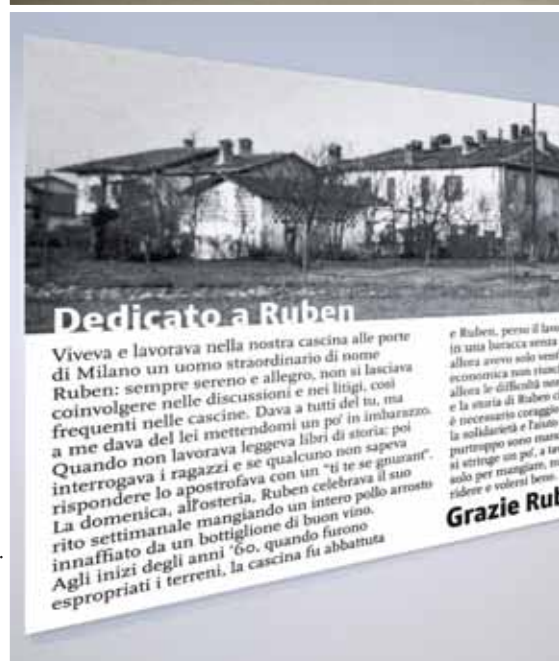 Dedicato a Ruben
Viveva e lavorava nella nostra cascina alle porte
di Milano un uomo straordinario di nome
Ruben: sempre sereno e allegro, non si lasciava
coinvolgere nelle discussioni e nei litigi, così
frequenti nelle cascine. Dava a tutti del tu, ma
a me dava del lei mettendomi un po' in imbarazzo.
Quando non lavorava leggeva libri di storia: poi
interrogava i ragazzi e se qualcuno non sapeva
rispondere lo apostrofava con un "ti te se gnurant".
La domenica, all'osteria, Ruben celebrava il suo
rito settimanale mangiando un intero pollo arrosto
innaffiato da un bottiglione di buon vino.
Agli inizi degli anni '60, quando furono
espropriati i terreni, la cascina fu abbattuta
e Ruben, perso il
in una baracca senza
allora avevo solo
economica non
allora le difficoltà
e la storia di Ruben
è necessario coraggio
la solidarietà e l'aiuto
purtroppo sono
si stringe un po', a
solo per mangiare,
ridere e volersi bene.
Grazie Rub